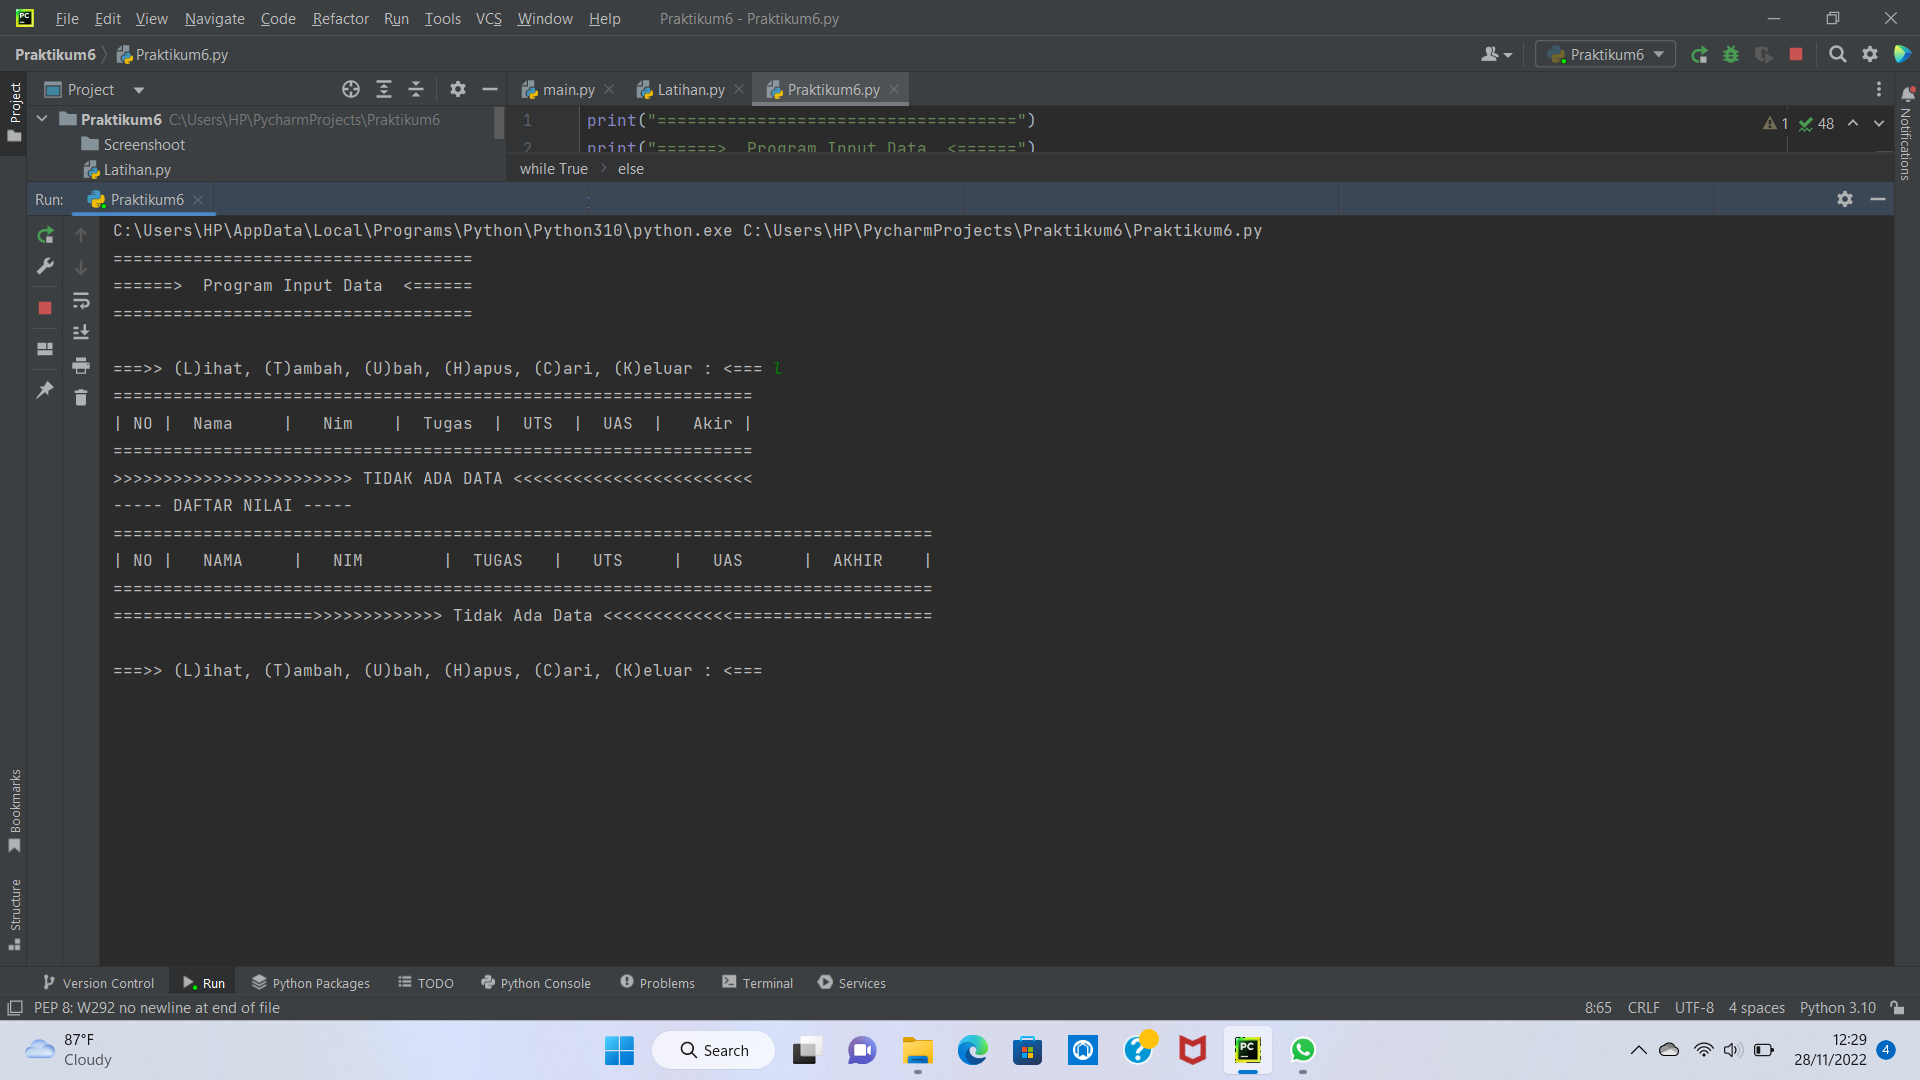 File Edit View Navigate Code Refactor Run Tools VCS Window Help Praktikum6 - Praktikum6.py
Praktikum6 Praktikum6.py Praktikum6
Project main.py Latihan.py Praktikum6.py
Project
Praktikum6 C:\Users\HP\PycharmProjects\Praktikum6
Screenshoot
Latihan.py
1 print("====================================")
2 print("======>  Program Input Data  <======")
1 48
Notifications
while True else
Run: Praktikum6
C:\Users\HP\AppData\Local\Programs\Python\Python310\python.exe C:\Users\HP\PycharmProjects\Praktikum6\Praktikum6.py
====================================
======>  Program Input Data  <======
====================================
===>> (L)ihat, (T)ambah, (U)bah, (H)apus, (C)ari, (K)eluar : <=== l
================================================================
| NO |  Nama     |   Nim    |  Tugas  |  UTS  |  UAS  |   Akir |
================================================================
>>>>>>>>>>>>>>>>>>>>>>>> TIDAK ADA DATA <<<<<<<<<<<<<<<<<<<<<<<<
----- DAFTAR NILAI -----
==================================================================================
| NO |   NAMA     |   NIM        |  TUGAS   |   UTS     |   UAS      |  AKHIR    |
==================================================================================
====================>>>>>>>>>>>>> Tidak Ada Data <<<<<<<<<<<<<====================
===>> (L)ihat, (T)ambah, (U)bah, (H)apus, (C)ari, (K)eluar : <===
Bookmarks
Structure
Version Control Run Python Packages TODO Python Console Problems Terminal Services
PEP 8: W292 no newline at end of file 8:65 CRLF UTF-8 4 spaces Python 3.10
87°F
Cloudy
Search
PC
12:29
28/11/2022
4